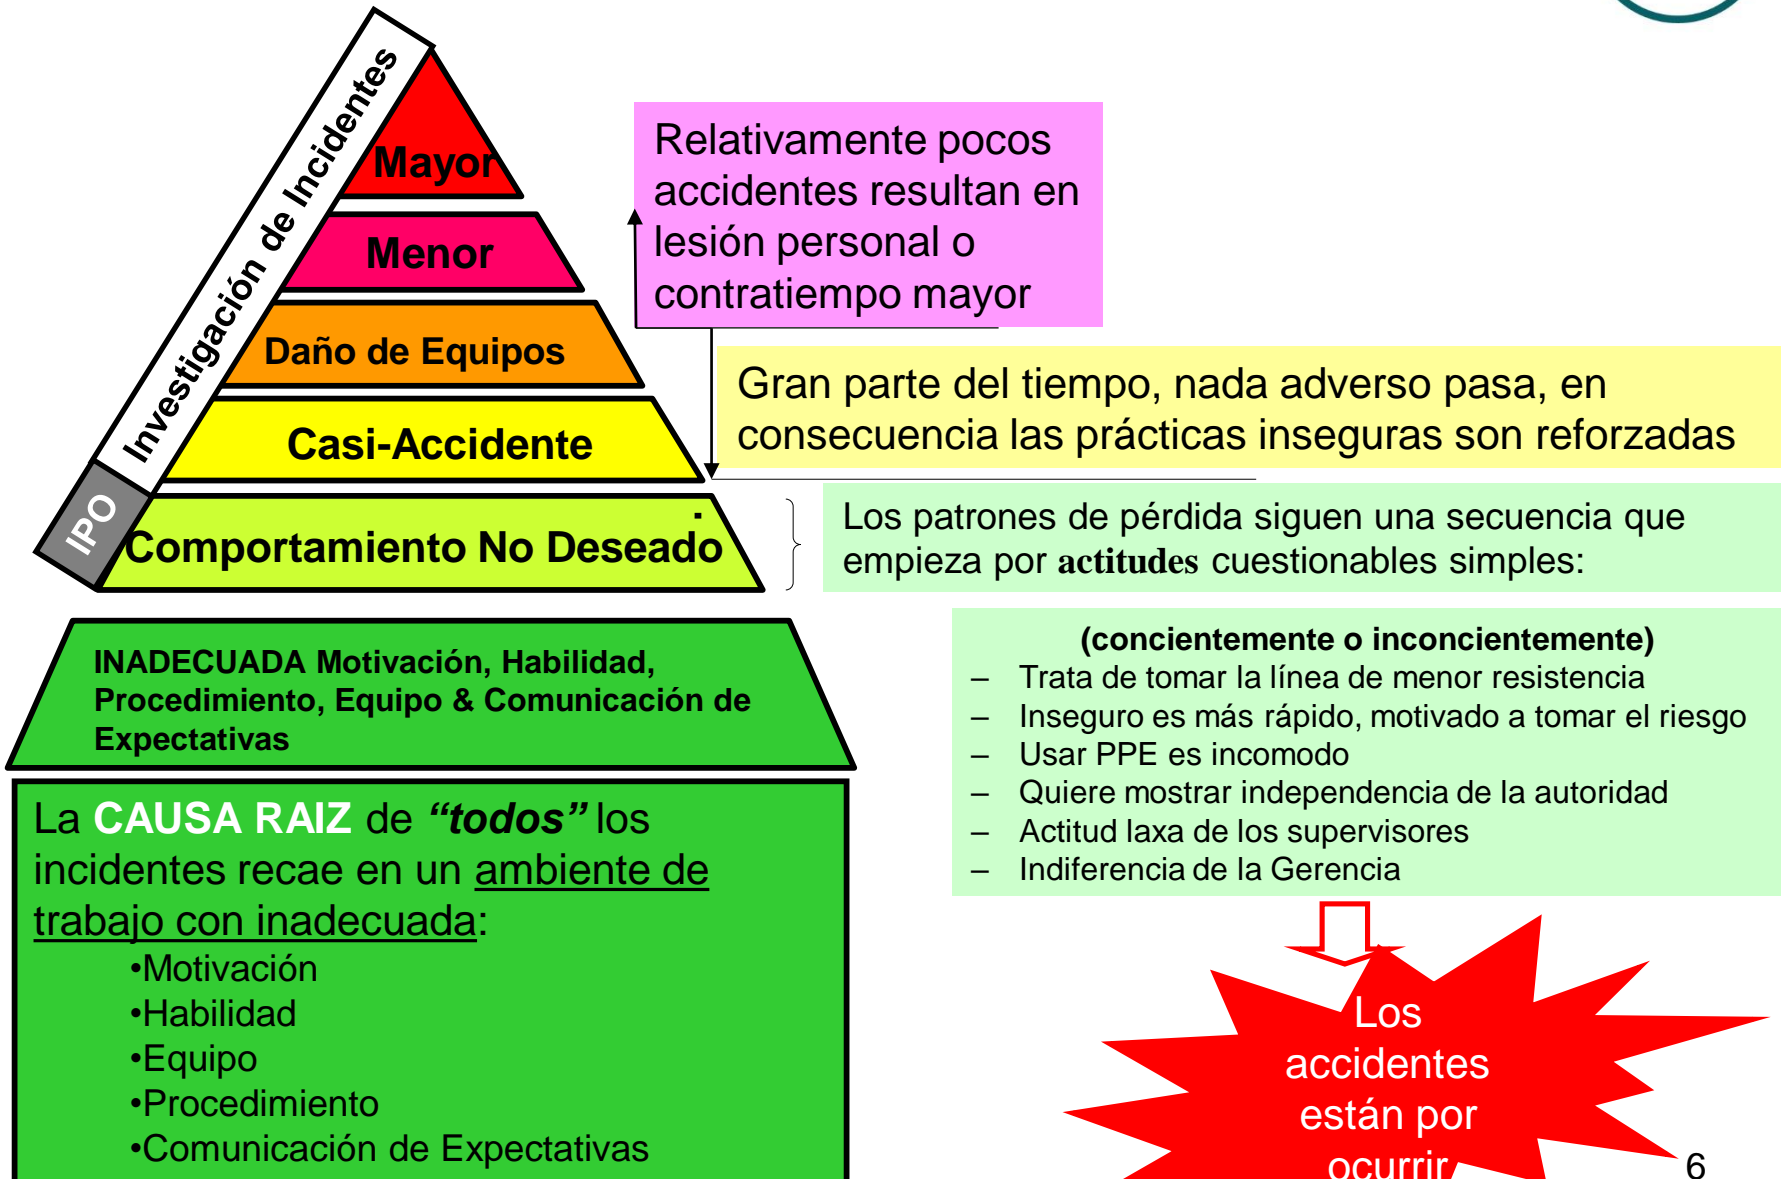 Investigación de Incidentes
IPO
Mayor
Menor
Daño de Equipos
Casi-Accidente
.
Comportamiento No Deseado
Relativamente pocos
accidentes resultan en
lesión personal o
contratiempo mayor
Gran parte del tiempo, nada adverso pasa, en
consecuencia las prácticas inseguras son reforzadas
Los patrones de pérdida siguen una secuencia que
empieza por actitudes cuestionables simples:
INADECUADA Motivación, Habilidad,
Procedimiento, Equipo & Comunicación de
Expectativas
La CAUSA RAIZ de “todos” los
incidentes recae en un ambiente de
trabajo con inadecuada:
•Motivación
•Habilidad
•Equipo
•Procedimiento
•Comunicación de Expectativas
(concientemente o inconcientemente)
– Trata de tomar la línea de menor resistencia
– Inseguro es más rápido, motivado a tomar el riesgo
– Usar PPE es incomodo
– Quiere mostrar independencia de la autoridad
– Actitud laxa de los supervisores
– Indiferencia de la Gerencia
Los
accidentes
están por
ocurrir
6